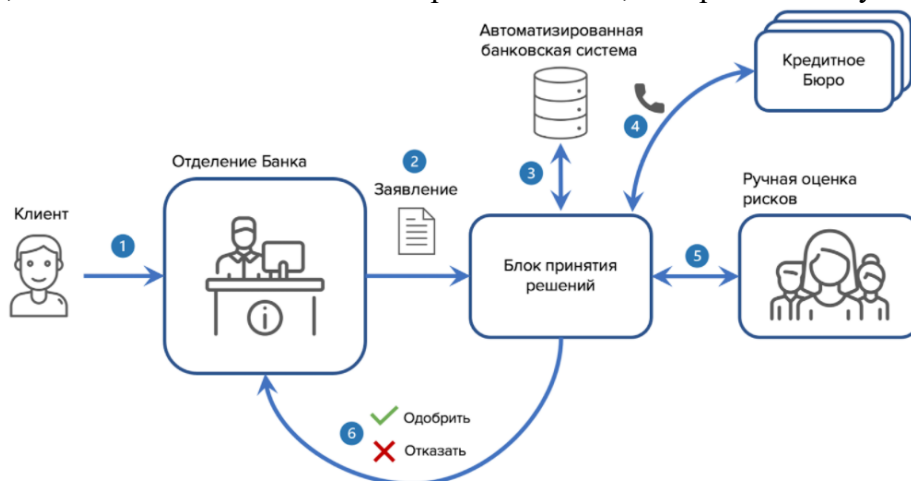 Автоматизированная
банковская система
Кредитное
Бюро
4
Отделение Банка
2
Заявление
3
Ручная оценка
рисков
Клиент
1
Блок принятия
решений
5
6
Одобрить
Отказать